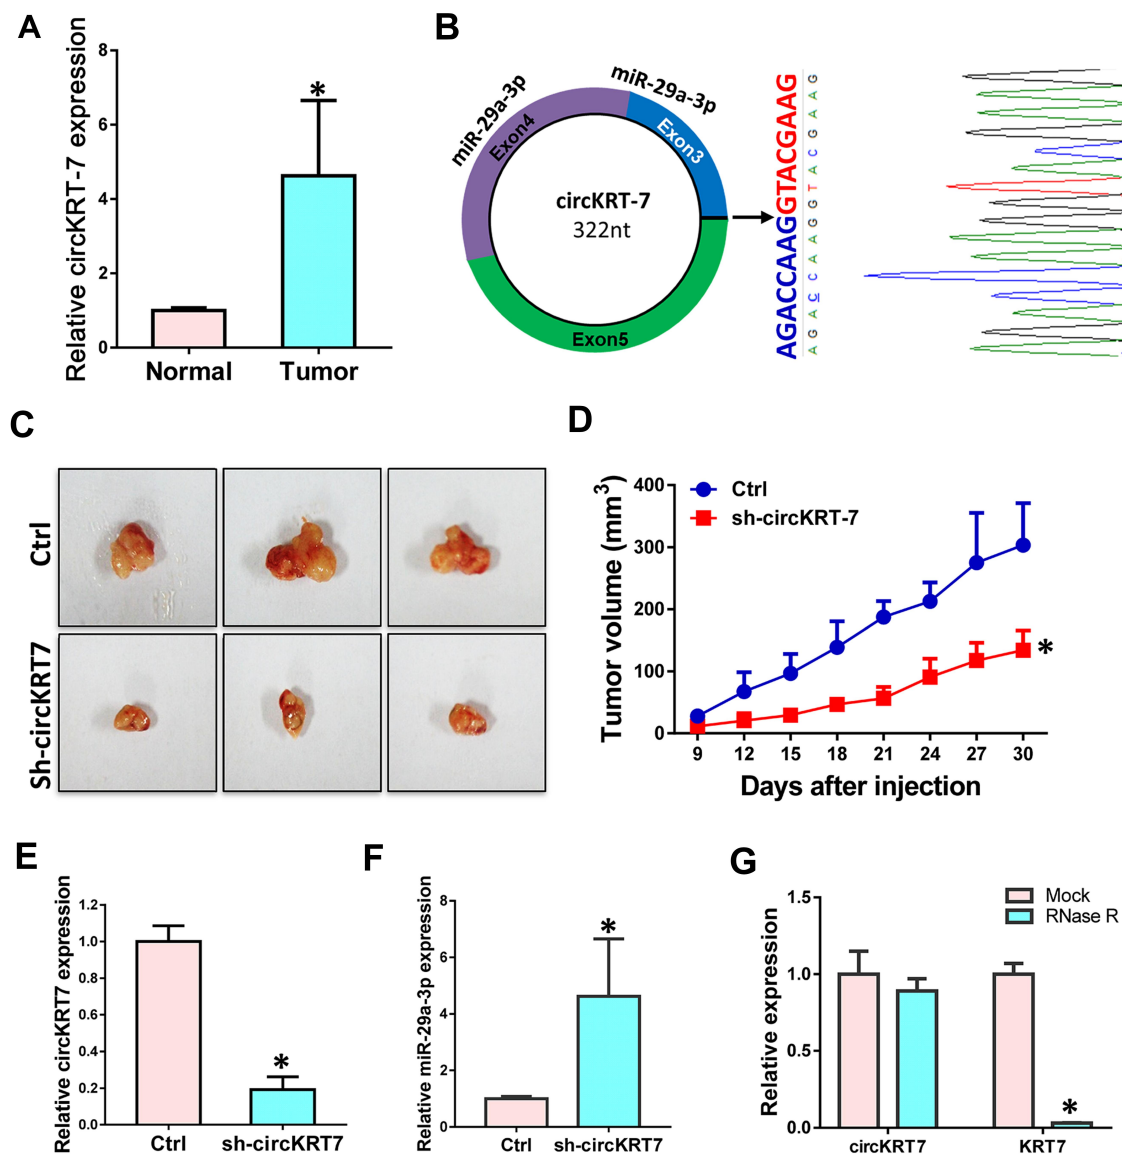 A
Relative circKRT-7 expression
8
6
4
2
0
*
Normal
Tumor
B
miR-29a-3p
miR-29a-3p
Exon4
Exon3
circKRT-7
322nt
Exon5
AGACCAAGGTACGAAG
A G A C C A A G G T A C G A A G
C
Ctrl
Sh-circKRT7
D
Tumor volume (mm3)
400
300
200
100
0
Ctrl
sh-circKRT-7
*
9 12 15 18 21 24 27 30
Days after injection
E
Relative circKRT7 expression
1.2
1.0
0.8
0.6
0.4
0.2
0.0
*
Ctrl
sh-circKRT7
F
Relative miR-29a-3p expression
8
6
4
2
0
*
Ctrl
sh-circKRT7
G
Relative expression
1.5
1.0
0.5
0.0
Mock
RNase R
*
circKRT7
KRT7